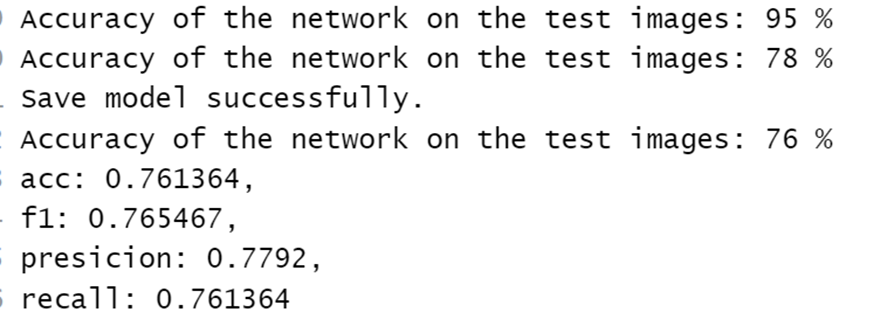 Accuracy of the network on the test images: 95 %
Accuracy of the network on the test images: 78 %
Save model successfully.
Accuracy of the network on the test images: 76 %
acc: 0.761364,
f1: 0.765467,
presicion: 0.7792,
recall: 0.761364